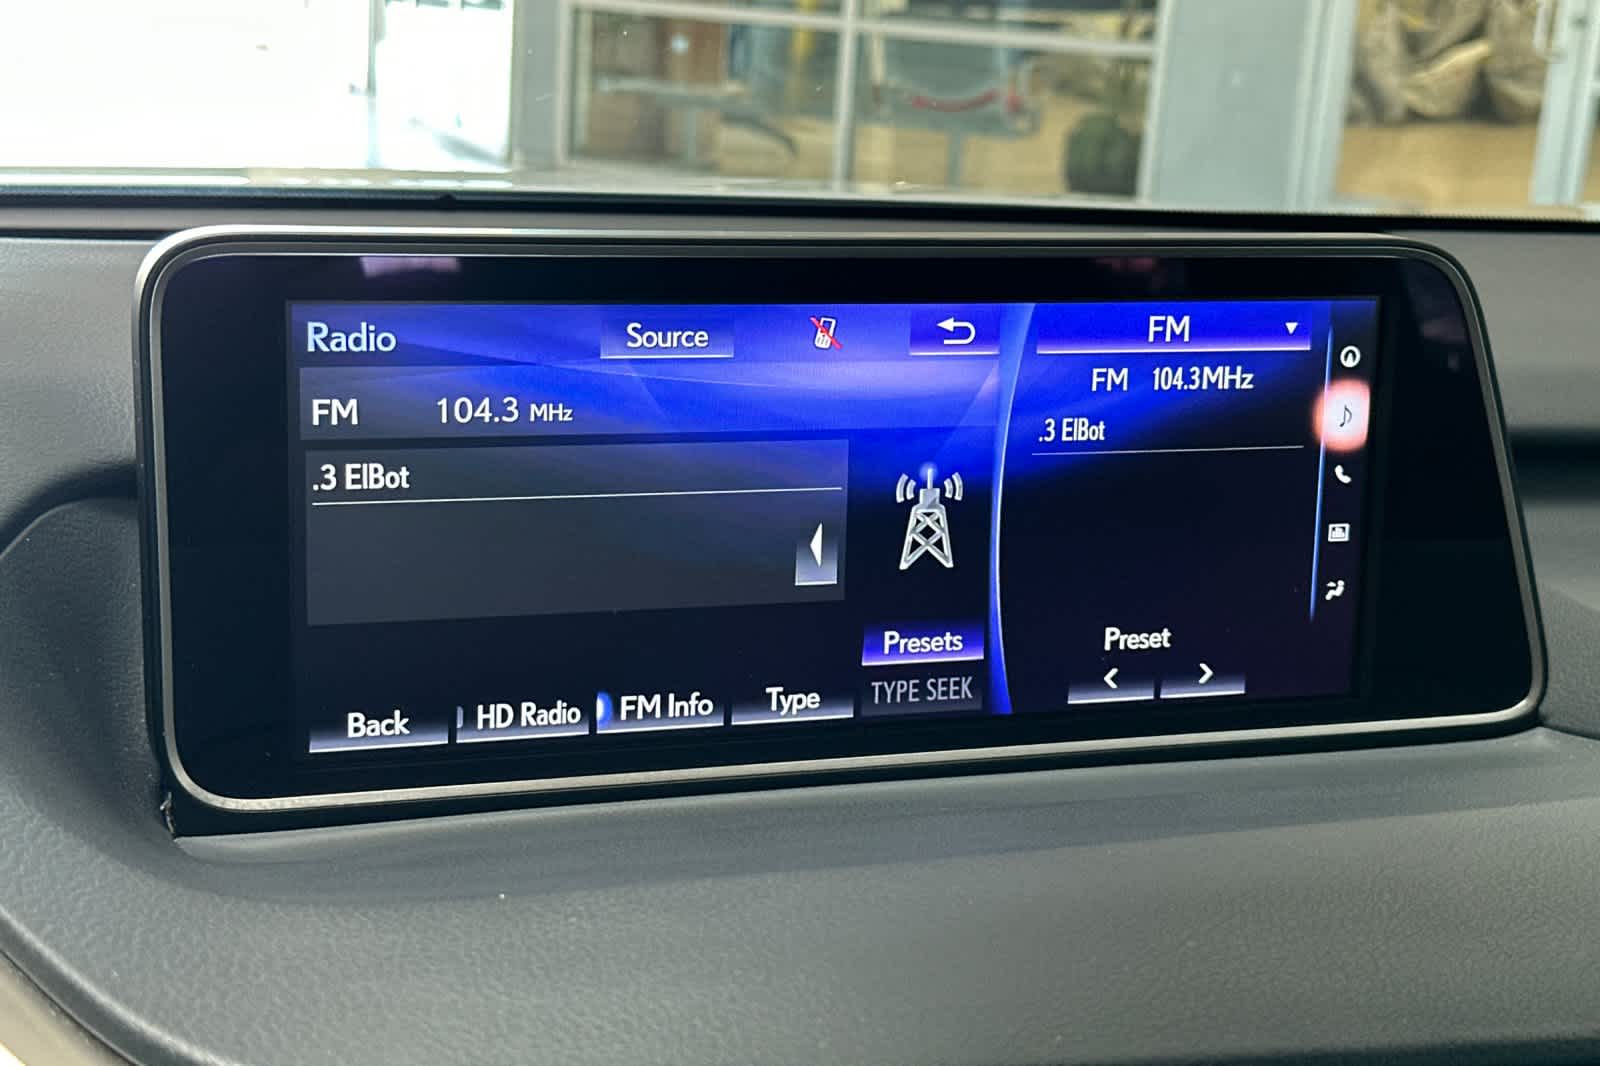 Radio
Source
FM 104.3 MHz
.3 ElBot
Presets
TYPE SEEK
Back
HD Radio
FM Info
Type
FM
FM 104.3MHz
.3 ElBot
Preset
< >